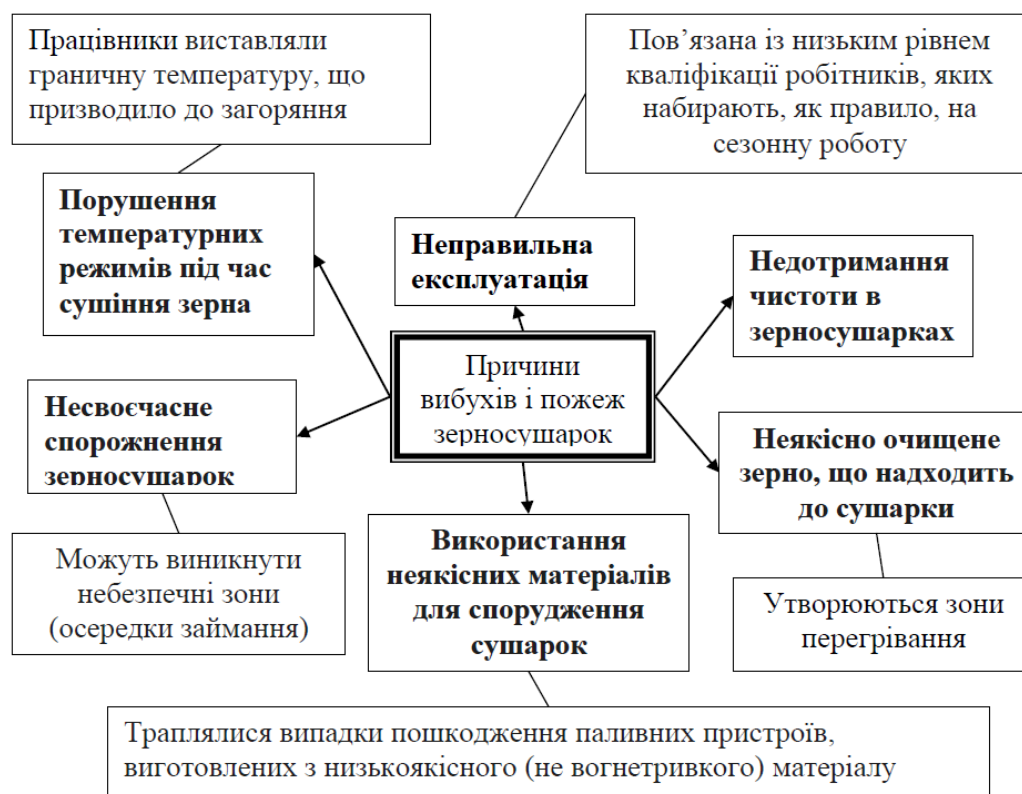 Працівники виставляли
граничну температуру, що
призводило до загоряння
Пов’язана із низьким рівнем
кваліфікації робітників, яких
набирають, як правило, на
сезонну роботу
Порушення
температурних
режимів під час
сушіння зерна
Неправильна
експлуатація
Недотримання
чистоти в
зерносушарках
Причини
вибухів і пожеж
зерносушарок
Несвоєчасне
спорожнення
зерносушарок
Неякісно очищене
зерно, що надходить
до сушарки
Можуть виникнути
небезпечні зони
(осередки займання)
Використання
неякісних матеріалів
для спорудження
сушарок
Утворюються зони
перегрівання
Траплялися випадки пошкодження паливних пристроїв,
виготовлених з низькоякісного (не вогнетривкого) матеріалу